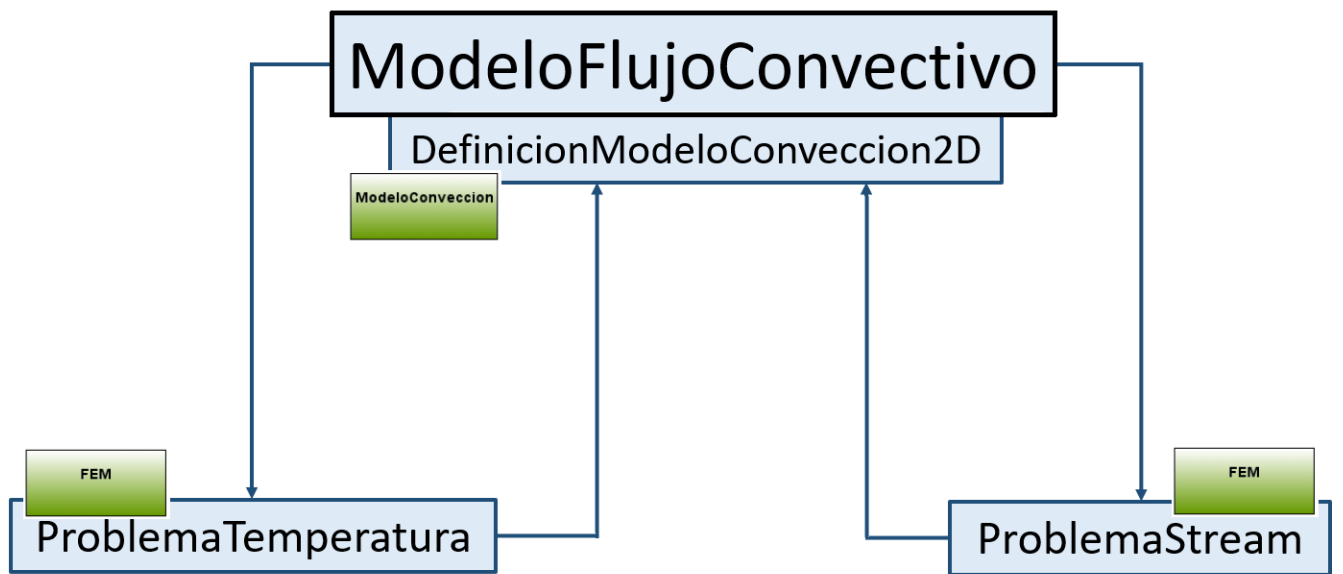 ModeloFlujoConvectivo
DefinicionModeloConveccion2D
ModeloConveccion
FEM
ProblemaTemperatura
FEM
ProblemaStream